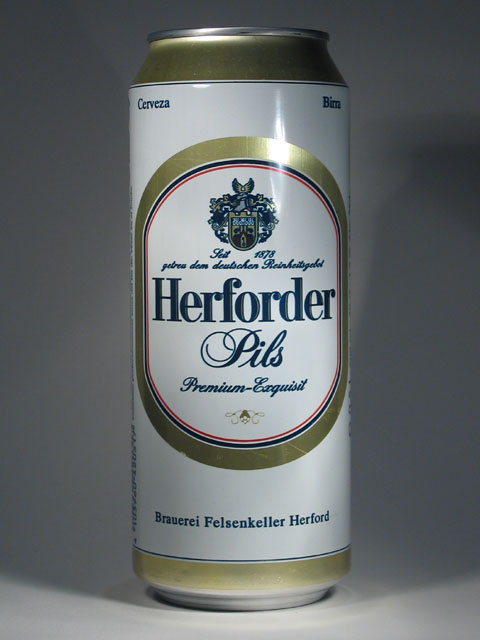 Cerveza Birra
Seit 1878
getreu dem deutschen Reinheitsgebot
Herforder
Pils
Premium-Exquisit
Brauerei Felsenkeller Herford